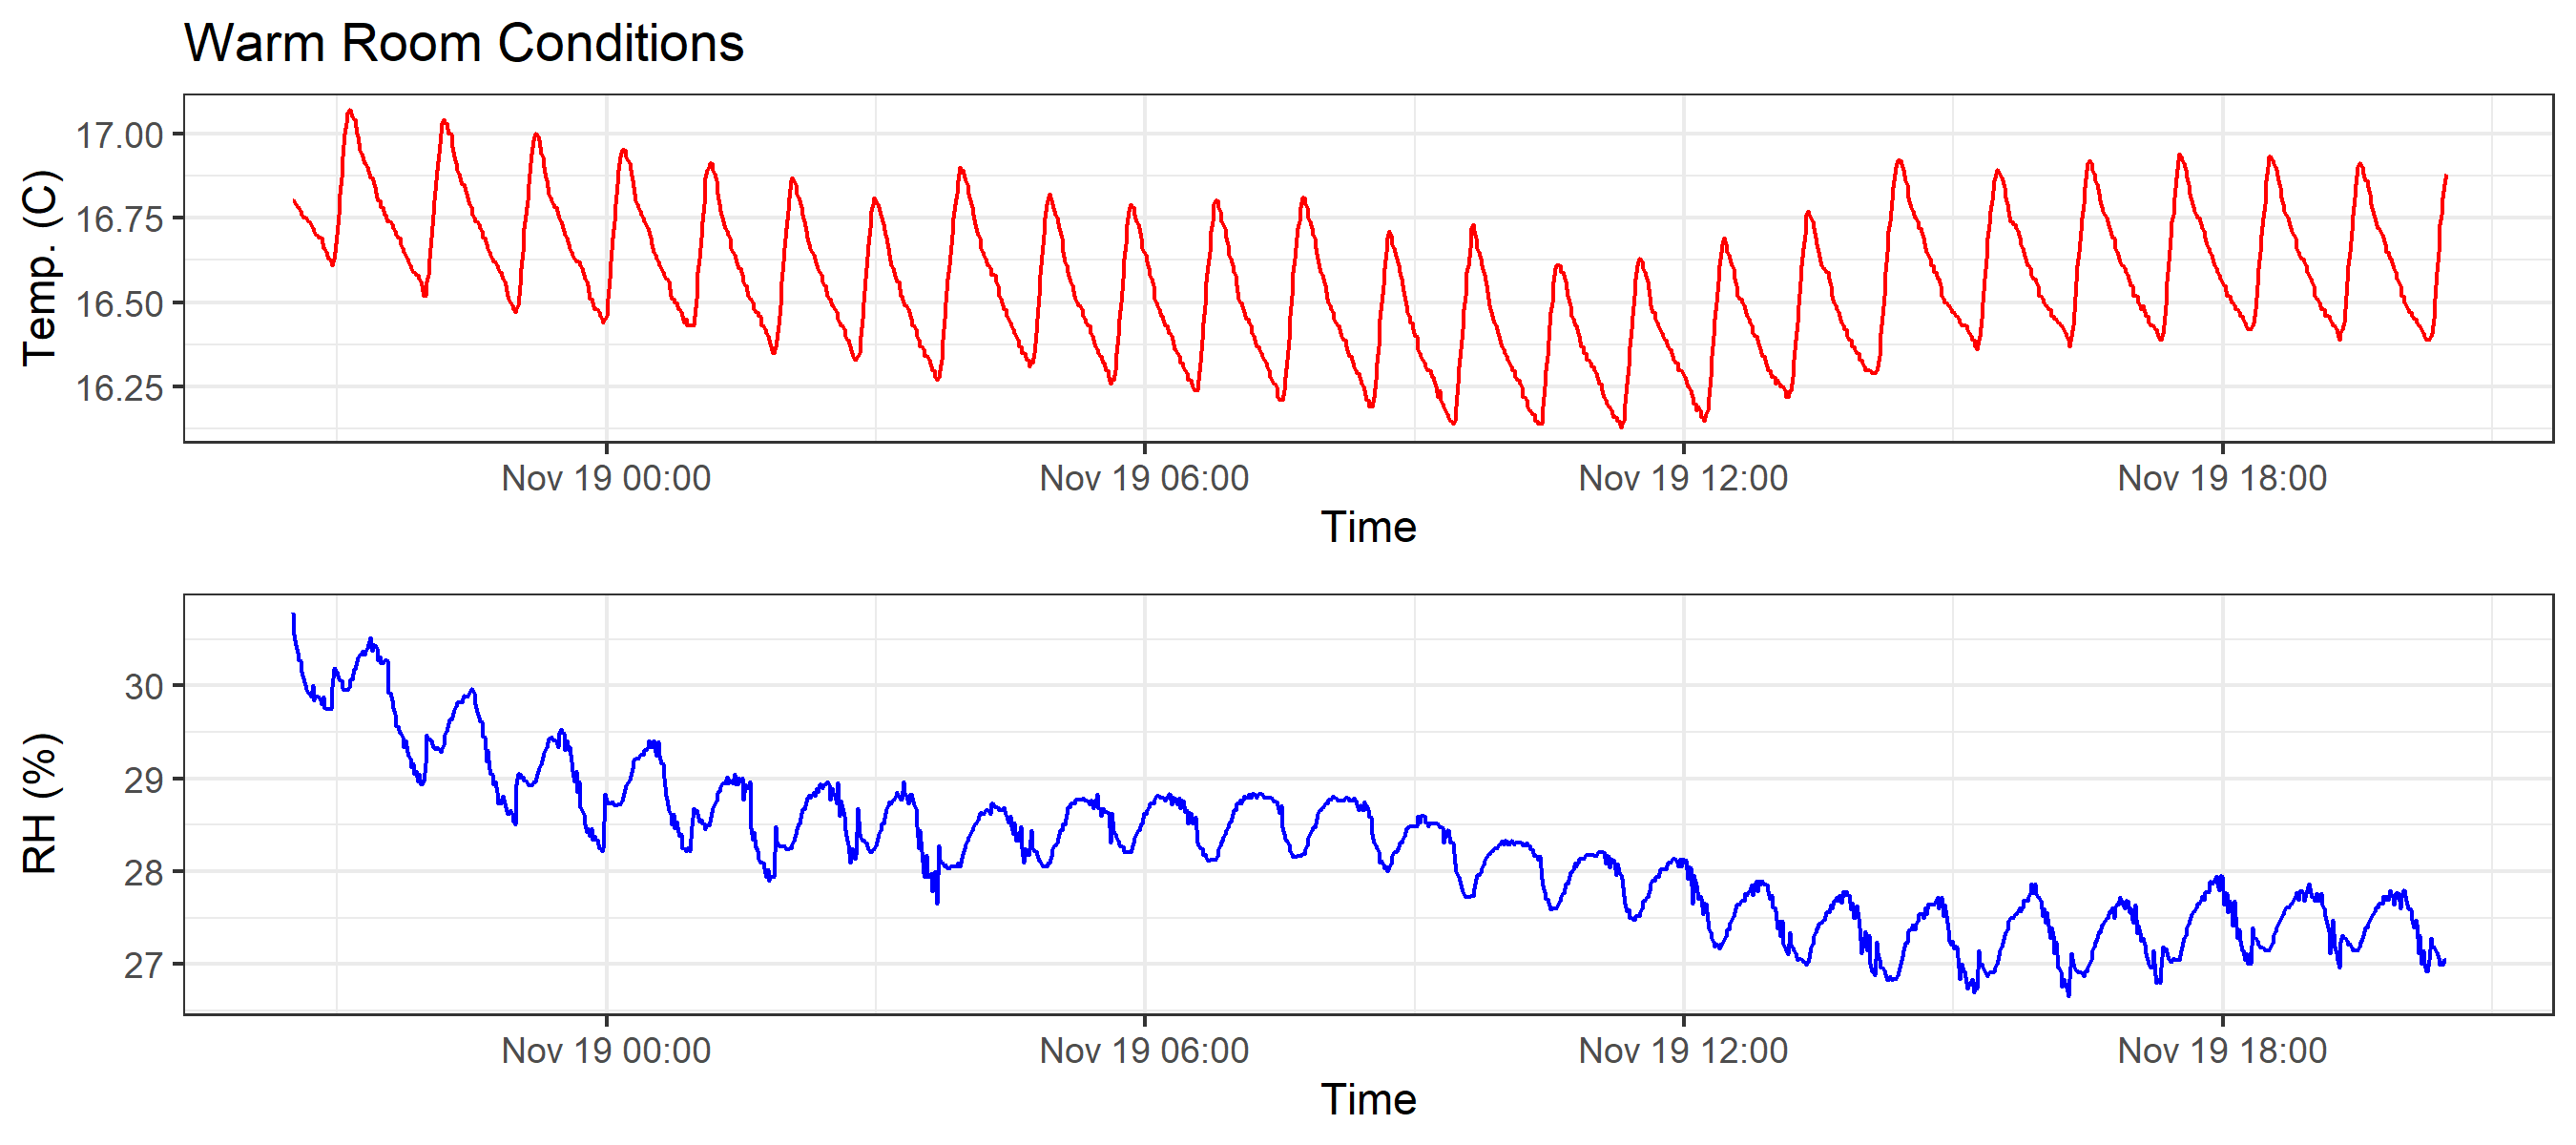 Warm Room Conditions
Temp. (C)
17.00
16.75
16.50
16.25
Nov 19 00:00 Nov 19 06:00 Nov 19 12:00 Nov 19 18:00
Time
RH (%)
30
29
28
27
Nov 19 00:00 Nov 19 06:00 Nov 19 12:00 Nov 19 18:00
Time